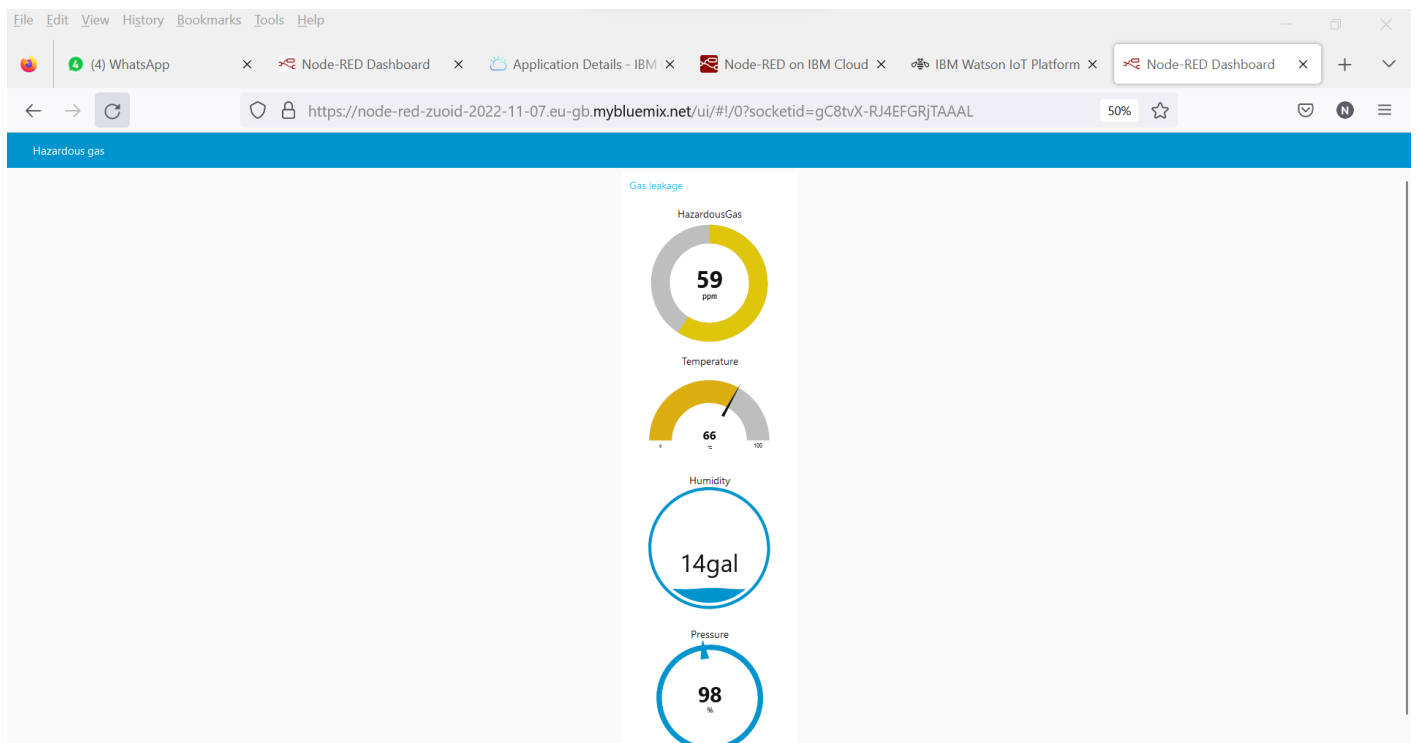 File Edit View History Bookmarks Tools Help
4 (4) WhatsApp Node-RED Dashboard Application Details - IBM Node-RED on IBM Cloud IBM Watson IoT Platform Node-RED Dashboard
https://node-red-zuoid-2022-11-07.eu-gb.mybluemix.net/ui/#!/0?socketid=gC8tvX-RJ4EFGRjTAAAL 50% N
Hazardous gas
Gas leakage
HazardousGas
59
ppm
Temperature
66
0 °C 100
Humidity
14gal
Pressure
98
%